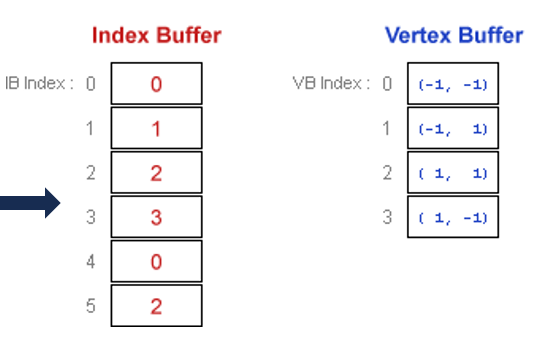 Index Buffer Vertex Buffer
IB Index : 0 0 VB Index : 0 (-1, -1)
1 1 1 (-1, 1)
2 2 2 ( 1, 1)
3 3 3 ( 1, -1)
4 0
5 2